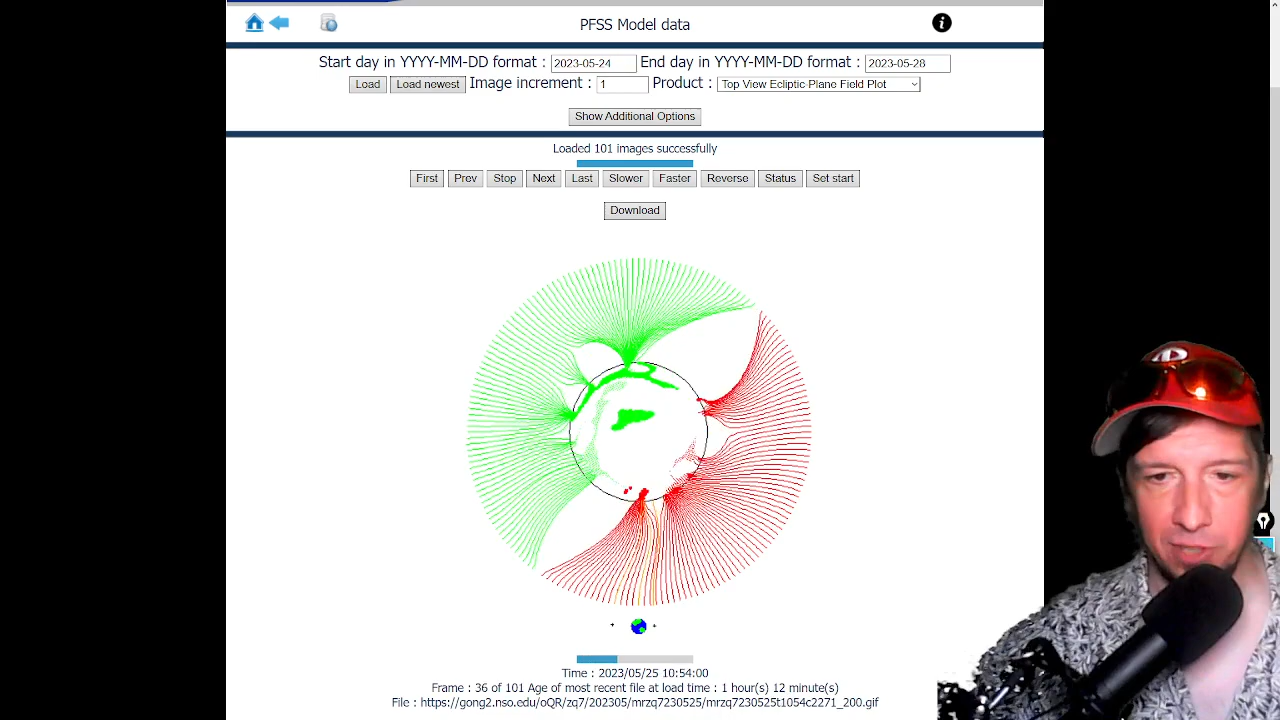 PFSS Model data
Start day in YYYY-MM-DD format : 2023-05-24 End day in YYYY-MM-DD format : 2023-05-28
Load Load newest Image increment : 1 Product : Top View Ecliptic-Plane Field Plot
Show Additional Options
Loaded 101 images successfully
First Prev Stop Next Last Slower Faster Reverse Status Set start
Download
Time : 2023/05/25 10:54:00
Frame : 36 of 101 Age of most recent file at load time : 1 hour(s) 12 minute(s)
File : https://gong2.nso.edu/oQR/zq7/202305/mrzq7230525/mrzq7230525t1054c2271_200.gif